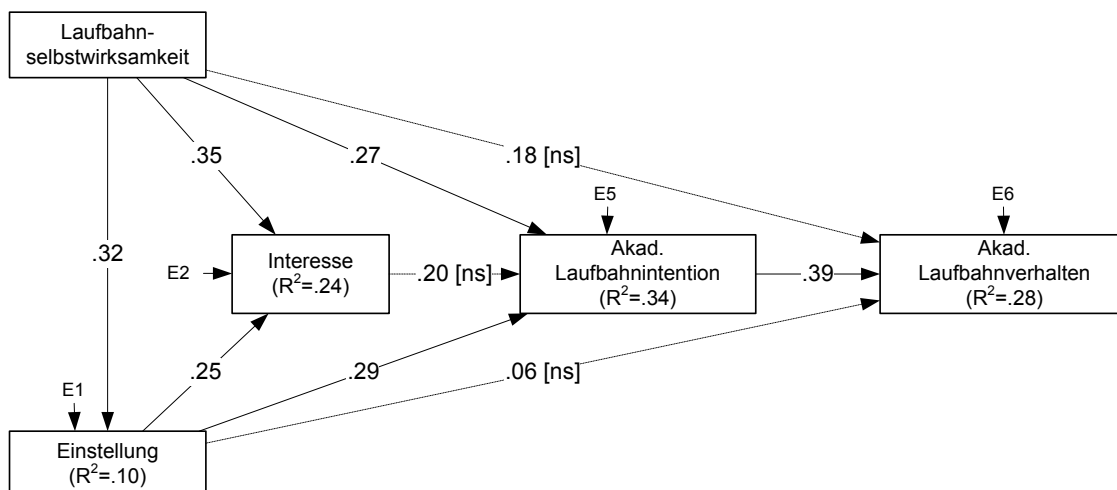 Laufbahn-
selbstwirksamkeit
.35
.27
.18 [ns]
E5
E6
.32
E2
Interesse
(R²=.24)
.20 [ns]
Akad.
Laufbahnintention
(R²=.34)
.39
Akad.
Laufbahnverhalten
(R²=.28)
.25
.29
.06 [ns]
E1
Einstellung
(R²=.10)